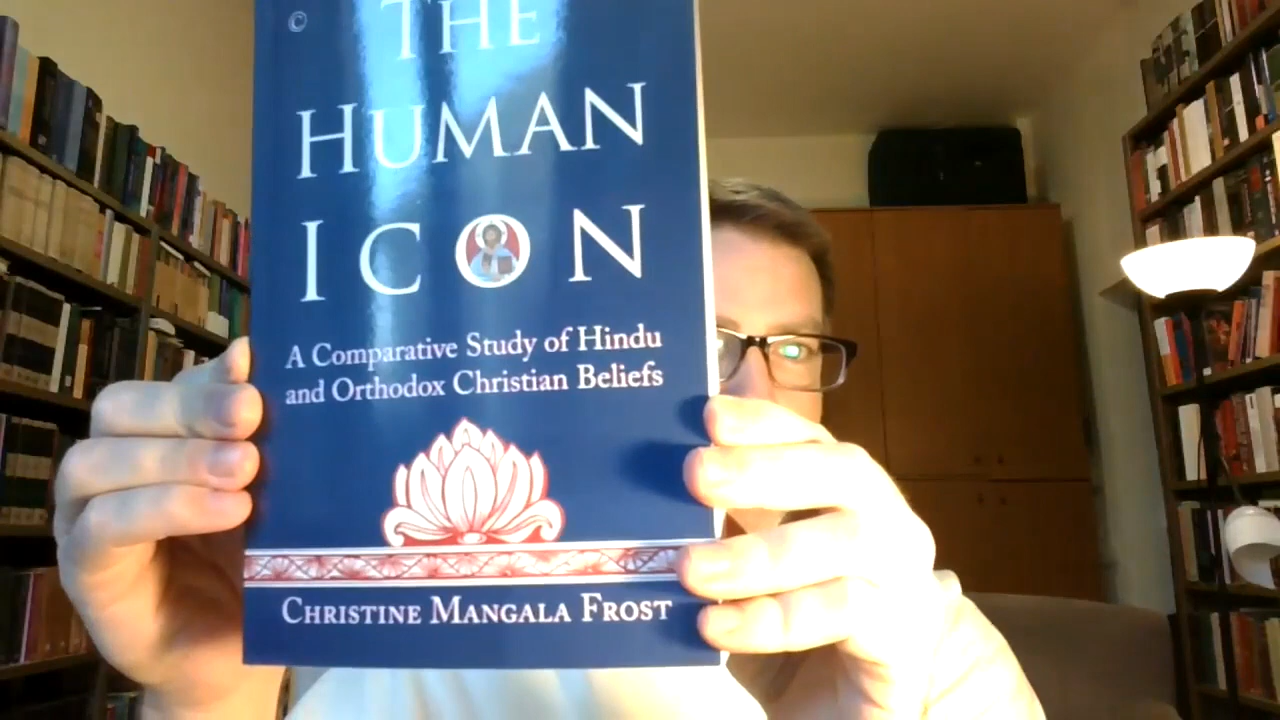 ©
THE
HUMAN
ICON
A Comparative Study of Hindu
and Orthodox Christian Beliefs
CHRISTINE MANGALA FROST